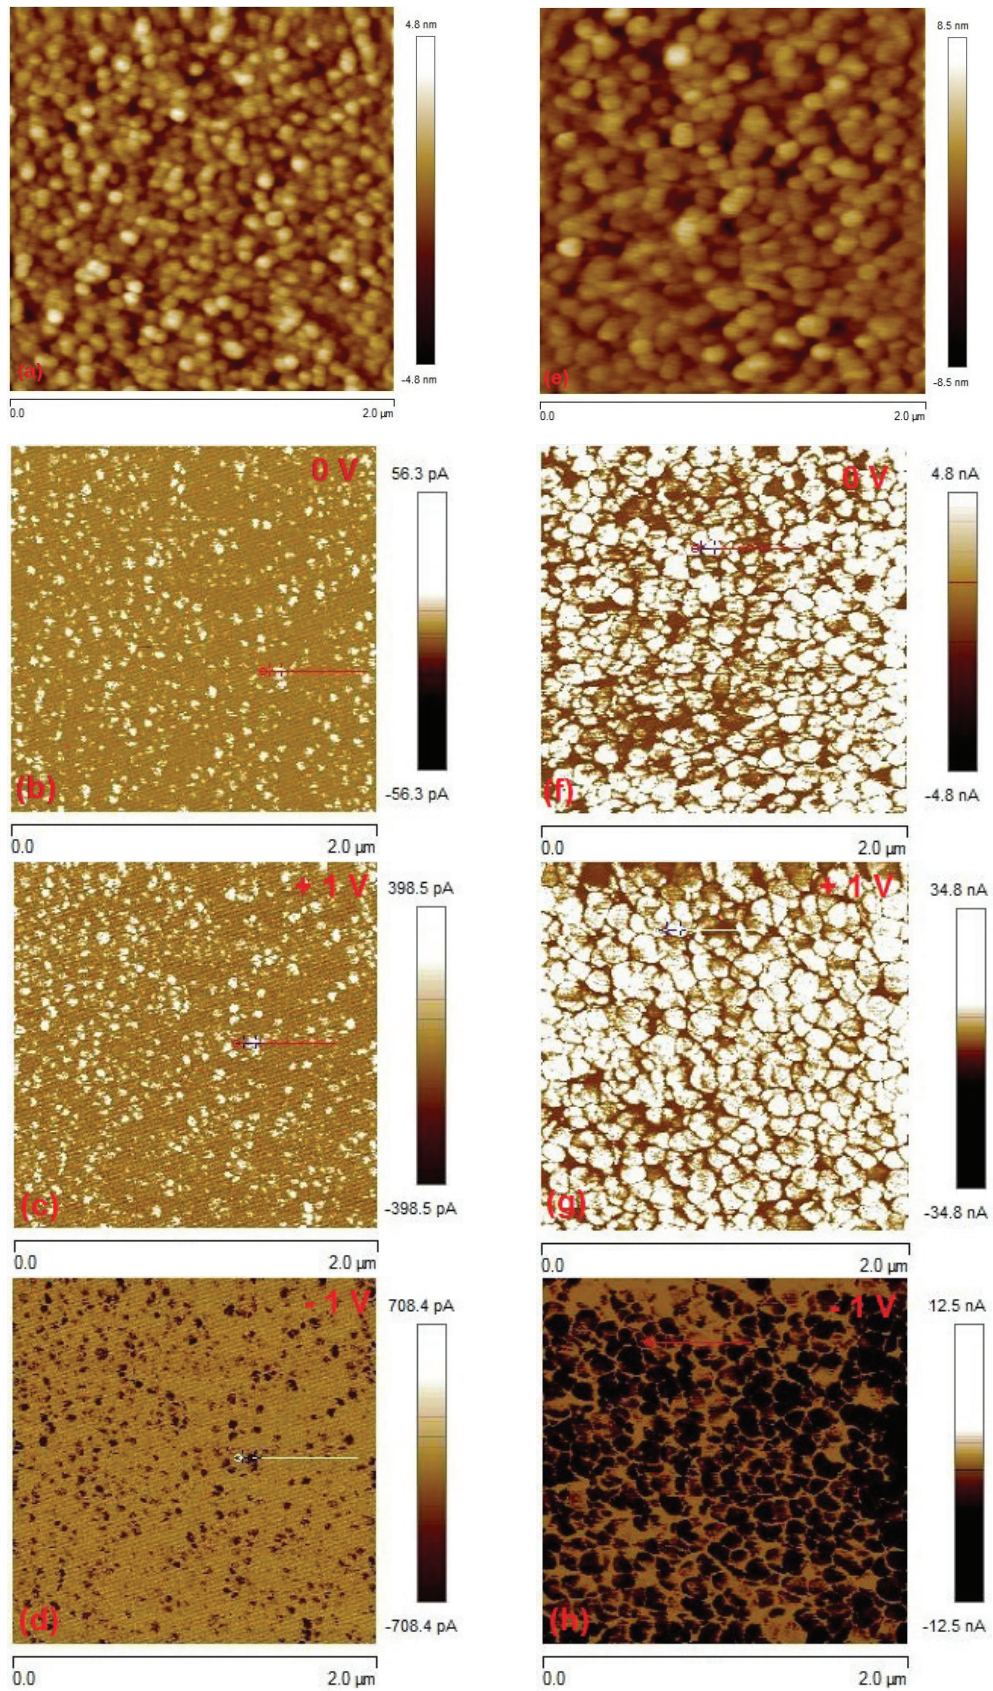 4.8 nm
(a)
-4.8 nm
0.0 2.0 µm
8.5 nm
(e)
-8.5 nm
0.0 2.0 µm
0 V
56.3 pA
(b)
-56.3 pA
0.0 2.0 µm
0 V
4.8 nA
(f)
-4.8 nA
0.0 2.0 µm
+ 1 V
398.5 pA
(c)
-398.5 pA
0.0 2.0 µm
+ 1 V
34.8 nA
(g)
-34.8 nA
0.0 2.0 µm
- 1 V
708.4 pA
(d)
-708.4 pA
0.0 2.0 µm
- 1 V
12.5 nA
(h)
-12.5 nA
0.0 2.0 µm